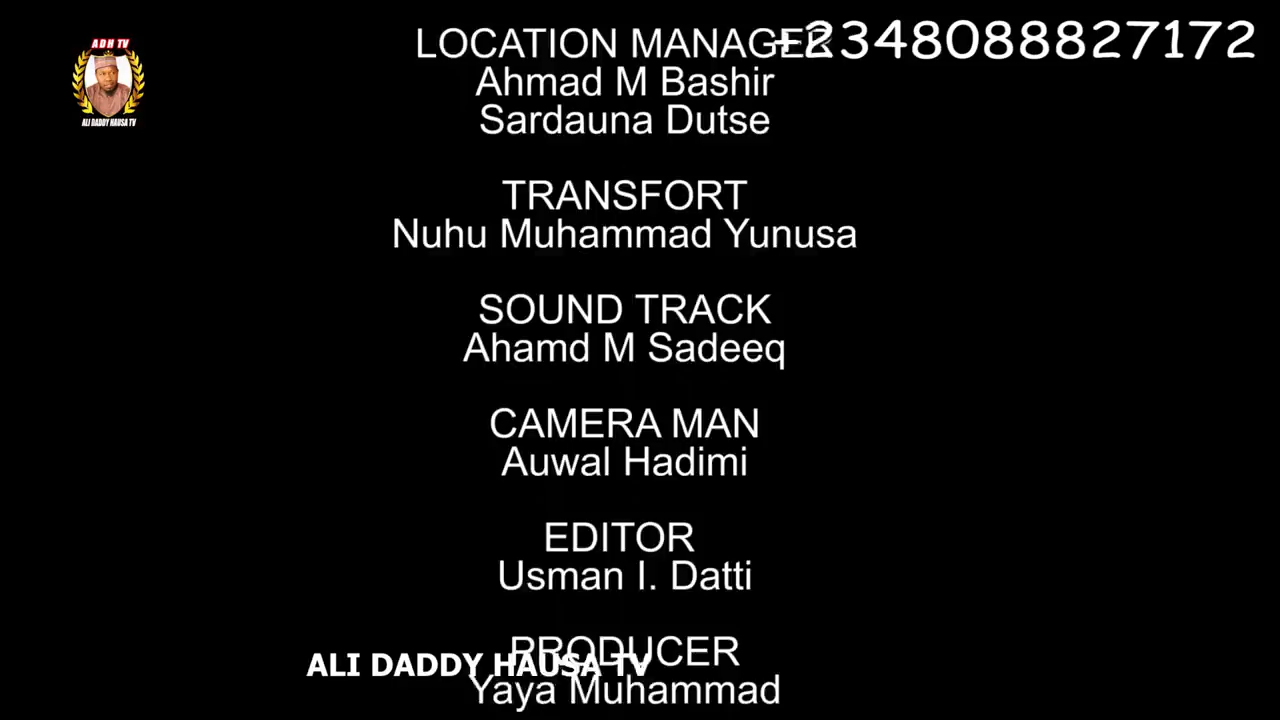 ADH TV
ALI DADDY HAUSA TV
+2348088827172
LOCATION MANAGER
Ahmad M Bashir
Sardauna Dutse
TRANSFORT
Nuhu Muhammad Yunusa
SOUND TRACK
Ahamd M Sadeeq
CAMERA MAN
Auwal Hadimi
EDITOR
Usman I. Datti
PRODUCER
ALI DADDY HAUSA TV
Yaya Muhammad